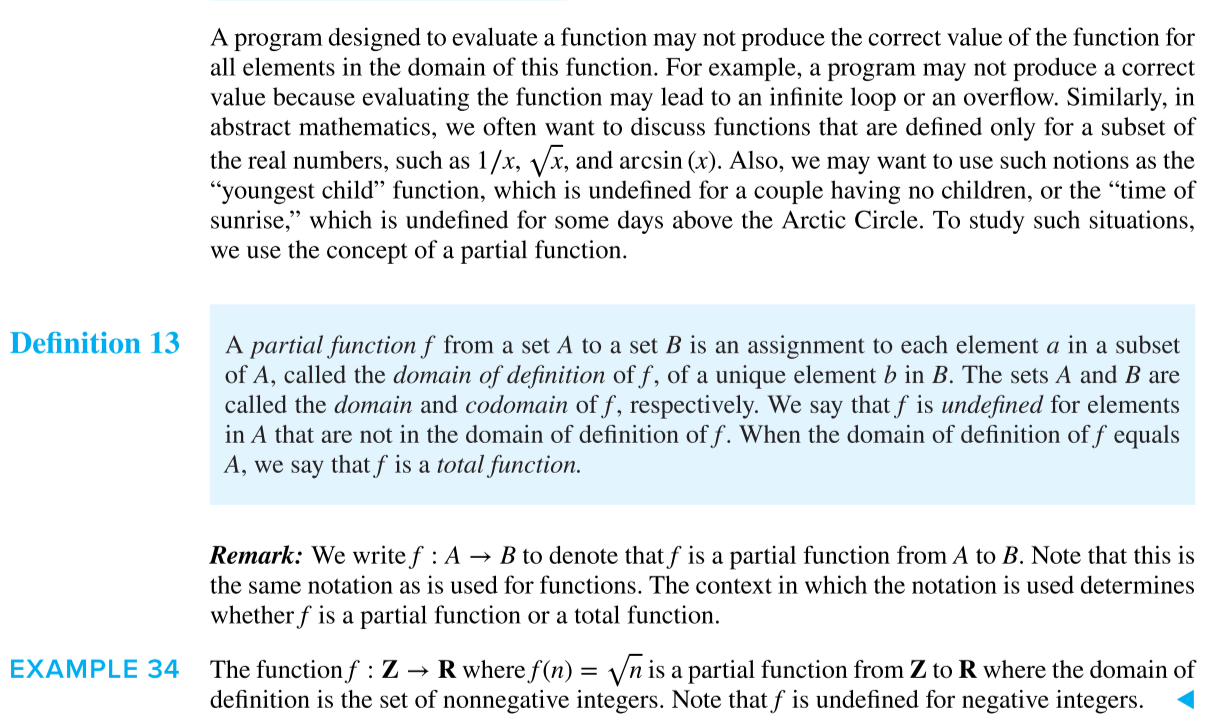 A program designed to evaluate a function may not produce the correct value of the function for
all elements in the domain of this function. For example, a program may not produce a correct
value because evaluating the function may lead to an infinite loop or an overflow. Similarly, in
abstract mathematics, we often want to discuss functions that are defined only for a subset of
the real numbers, such as 1/x, √x, and arcsin (x). Also, we may want to use such notions as the
“youngest child” function, which is undefined for a couple having no children, or the “time of
sunrise,” which is undefined for some days above the Arctic Circle. To study such situations,
we use the concept of a partial function.
Definition 13
A partial function f from a set A to a set B is an assignment to each element a in a subset
of A, called the domain of definition of f, of a unique element b in B. The sets A and B are
called the domain and codomain of f, respectively. We say that f is undefined for elements
in A that are not in the domain of definition of f. When the domain of definition of f equals
A, we say that f is a total function.
Remark: We write f : A → B to denote that f is a partial function from A to B. Note that this is
the same notation as is used for functions. The context in which the notation is used determines
whether f is a partial function or a total function.
EXAMPLE 34 The function f : Z → R where f(n) = √n is a partial function from Z to R where the domain of
definition is the set of nonnegative integers. Note that f is undefined for negative integers. ◀